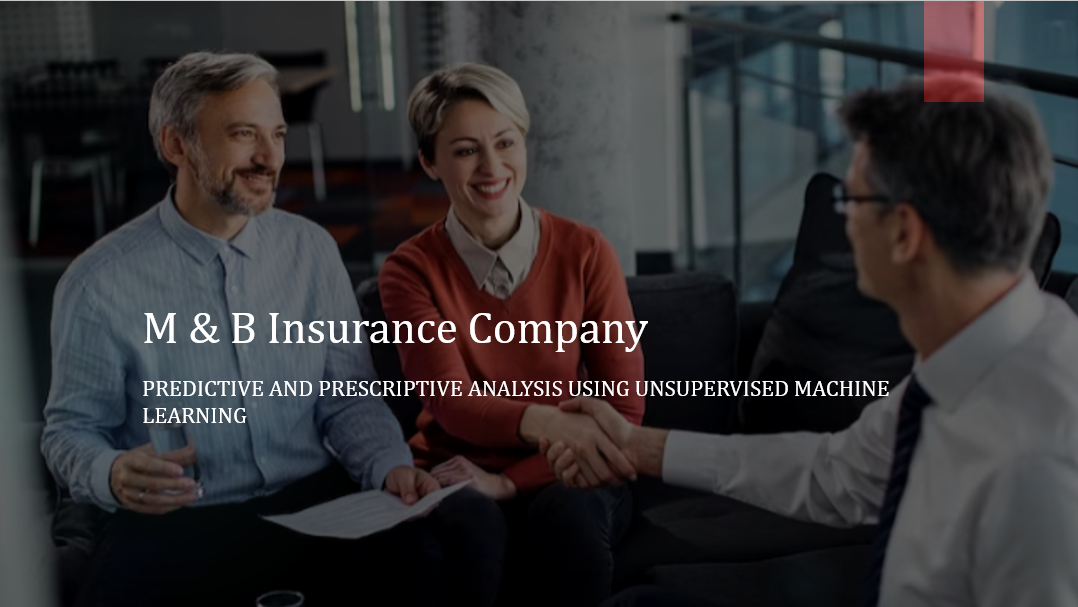 M & B Insurance Company
PREDICTIVE AND PRESCRIPTIVE ANALYSIS USING UNSUPERVISED MACHINE
LEARNING